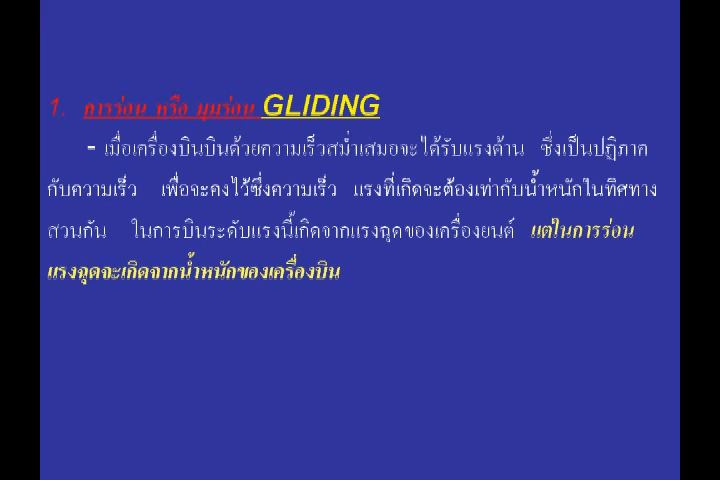 1. การร่อน หรือ มุมร่อน GLIDING
- เมื่อเครื่องบินบินด้วยความเร็วสม่ำเสมอจะได้รับแรงต้าน ซึ่งเป็นปฏิภาค
กับความเร็ว เพื่อจะคงไว้ซึ่งความเร็ว แรงที่เกิดจะต้องเท่ากับน้ำหนักในทิศทาง
สวนกัน ในการบินระดับแรงนี้เกิดจากแรงฉุดของเครื่องยนต์ แต่ในการร่อน
แรงฉุดจะเกิดจากน้ำหนักของเครื่องบิน